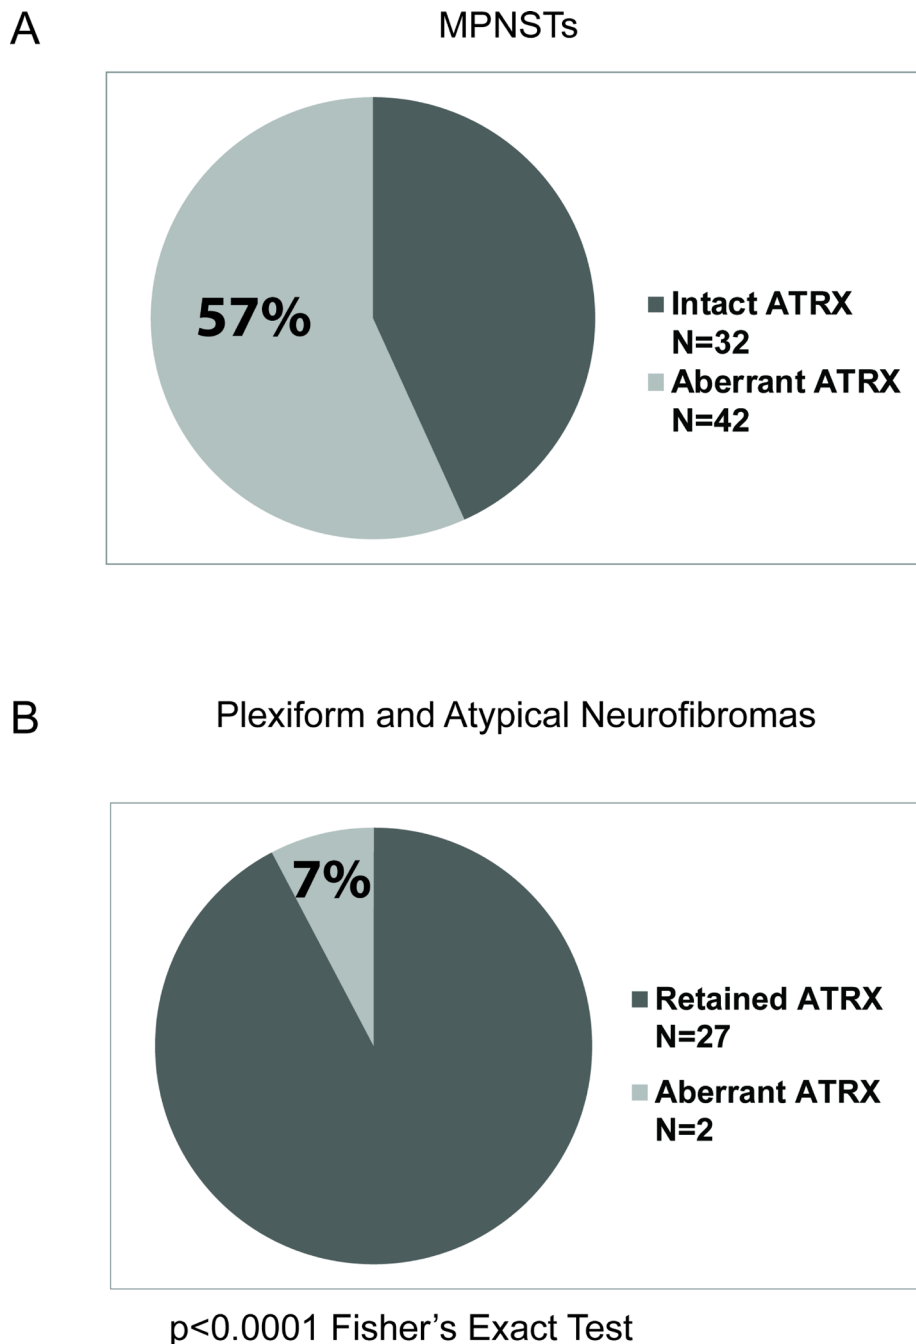 A
MPNSTs
57%
Intact ATRX
N=32
Aberrant ATRX
N=42
B
Plexiform and Atypical Neurofibromas
7%
Retained ATRX
N=27
Aberrant ATRX
N=2
p<0.0001 Fisher’s Exact Test